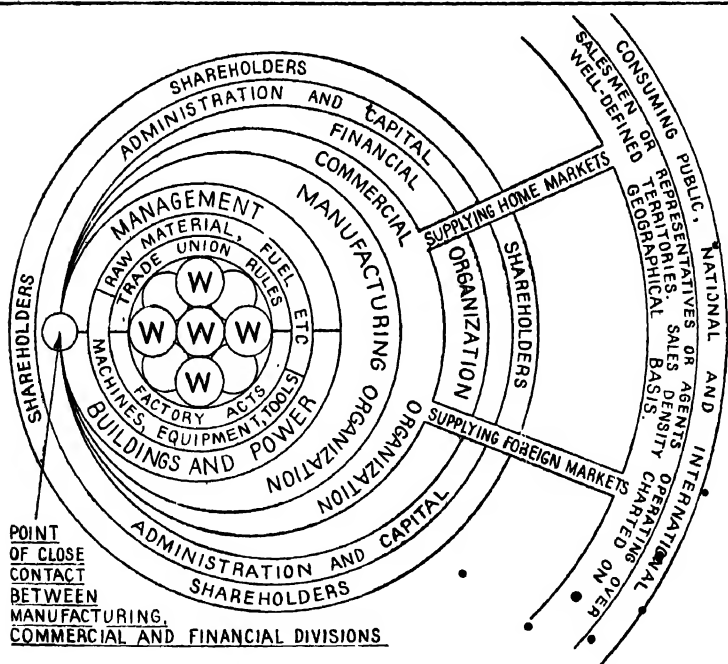 SHAREHOLDERS
ADMINISTRATION AND CAPITAL
FINANCIAL
COMMERCIAL
MANUFACTURING ORGANIZATION
MANAGEMENT
RAW MATERIAL, FUEL ETC
TRADE UNION RULES
W
W W W
W
FACTORY ACTS
MACHINES, EQUIPMENT, TOOLS
BUILDINGS AND POWER
ORGANIZATION
ORGANIZATION
ADMINISTRATION AND CAPITAL
SHAREHOLDERS
SHAREHOLDERS
SHAREHOLDERS
SUPPLYING HOME MARKETS
SUPPLYING FOREIGN MARKETS
CONSUMING PUBLIC, NATIONAL AND INTERNATIONAL
SALESMEN OR REPRESENTATIVES OR AGENTS OPERATING OVER
WELL-DEFINED TERRITORIES. SALES DENSITY CHARTED ON
GEOGRAPHICAL BASIS.
POINT
OF CLOSE
CONTACT
BETWEEN
MANUFACTURING,
COMMERCIAL AND FINANCIAL DIVISIONS